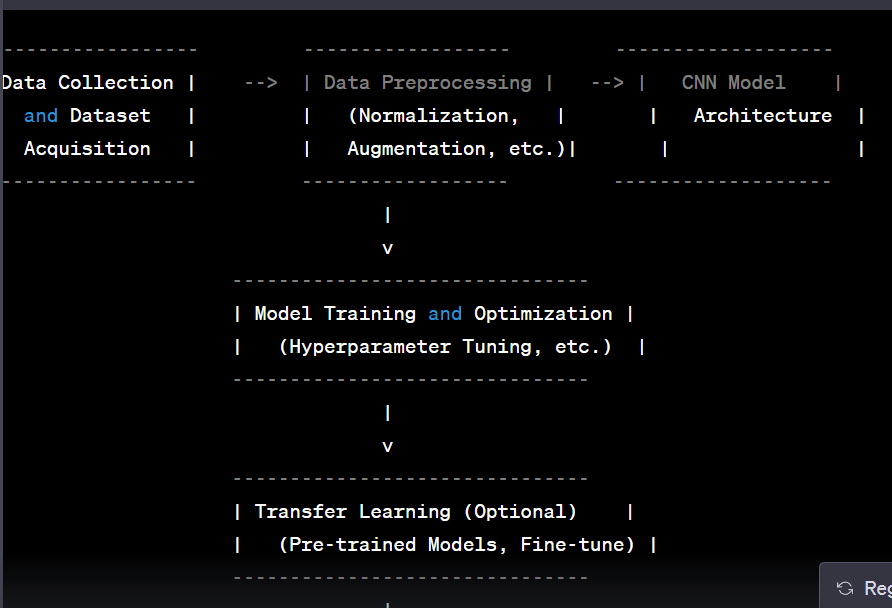 ----------------- ------------------ -------------------
Data Collection | --> | Data Preprocessing | --> | CNN Model |
and Dataset | | (Normalization, | | Architecture |
Acquisition | | Augmentation, etc.)| | |
----------------- ------------------ -------------------
|
v
-------------------------------
| Model Training and Optimization |
| (Hyperparameter Tuning, etc.) |
-------------------------------
|
v
-------------------------------
| Transfer Learning (Optional) |
| (Pre-trained Models, Fine-tune) |
-------------------------------
|